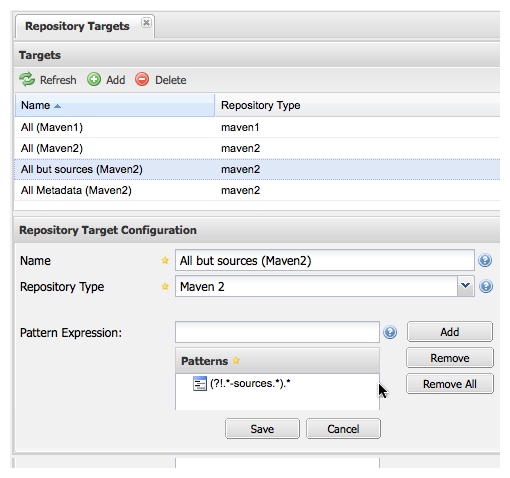 Repository Targets
Targets
Refresh Add Delete
Name Repository Type
All (Maven1) maven1
All (Maven2) maven2
All but sources (Maven2) maven2
All Metadata (Maven2) maven2
Repository Target Configuration
Name All but sources (Maven2)
Repository Type Maven 2
Pattern Expression: Add
Patterns Remove
(?!.*-sources.*).* Remove All
Save Cancel